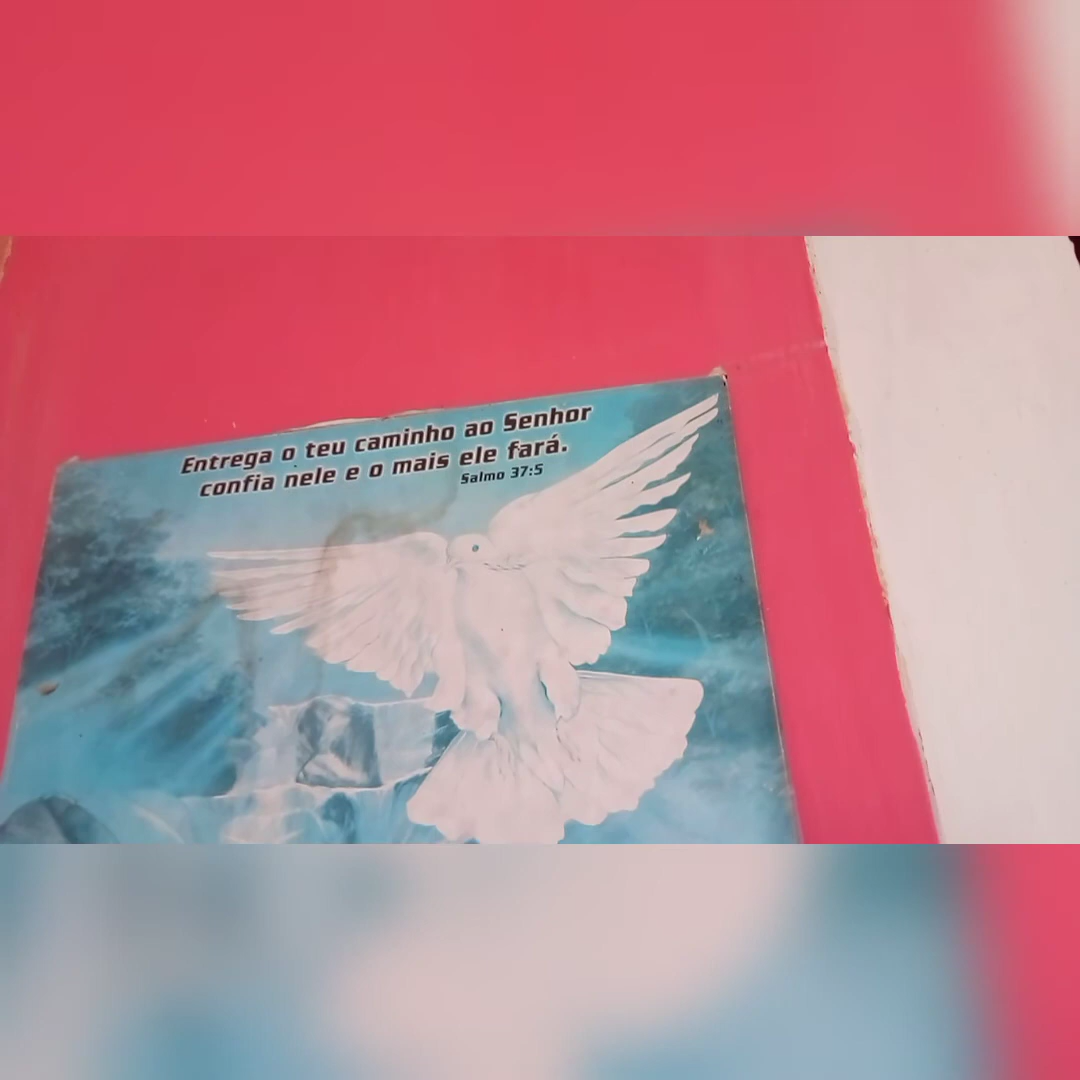 Entrega o teu caminho ao Senhor
confia nele e o mais ele fará.
Salmo 37:5